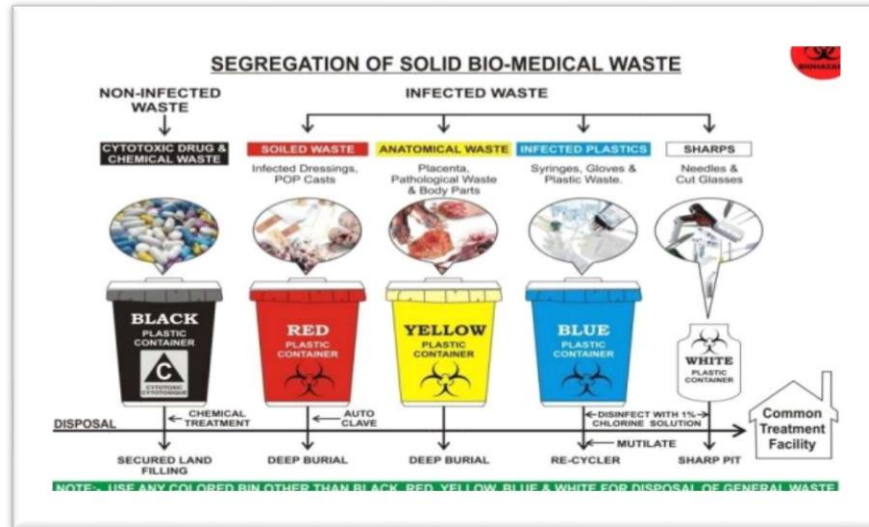 SEGREGATION OF SOLID BIO-MEDICAL WASTE
BIOHAZAR
NON-INFECTED
WASTE
INFECTED WASTE
CYTOTOXIC DRUG &
CHEMICAL WASTE
SOILED WASTE
Infected Dressings,
POP Casts
ANATOMICAL WASTE
Placenta,
Pathological Waste
& Body Parts
INFECTED PLASTICS
Syringes, Gloves &
Plastic Waste.
SHARPS
Needles &
Cut Glasses
BLACK
PLASTIC
CONTAINER
C
CYTOTOXIC
CYTOTOXIQUE
RED
PLASTIC
CONTAINER
YELLOW
PLASTIC
CONTAINER
BLUE
PLASTIC
CONTAINER
WHITE
PLASTIC
CONTAINER
DISPOSAL
CHEMICAL
TREATMENT
AUTO
CLAVE
DISINFECT WITH 1%
CHLORINE SOLUTION
MUTILATE
Common
Treatment
Facility
SECURED LAND
FILLING
DEEP BURIAL
DEEP BURIAL
RE-CYCLER
SHARP PIT
NOTE:- USE ANY COLORED BIN OTHER THAN BLACK, RED, YELLOW, BLUE & WHITE FOR DISPOSAL OF GENERAL WASTE